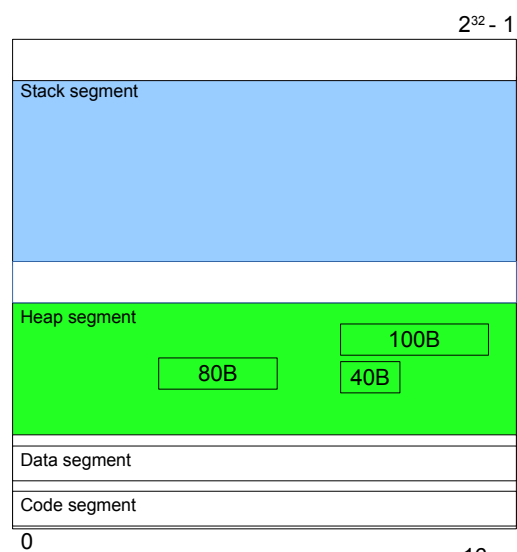 2³² - 1
Stack segment
Heap segment
100B
80B
40B
Data segment
Code segment
0